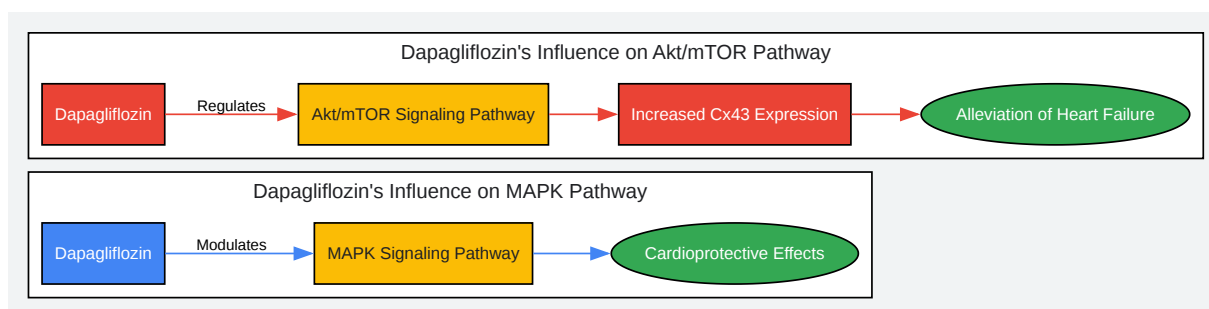 Dapagliflozin's Influence on Akt/mTOR Pathway
Dapagliflozin
Regulates
Akt/mTOR Signaling Pathway
Increased Cx43 Expression
Alleviation of Heart Failure
Dapagliflozin's Influence on MAPK Pathway
Dapagliflozin
Modulates
MAPK Signaling Pathway
Cardioprotective Effects